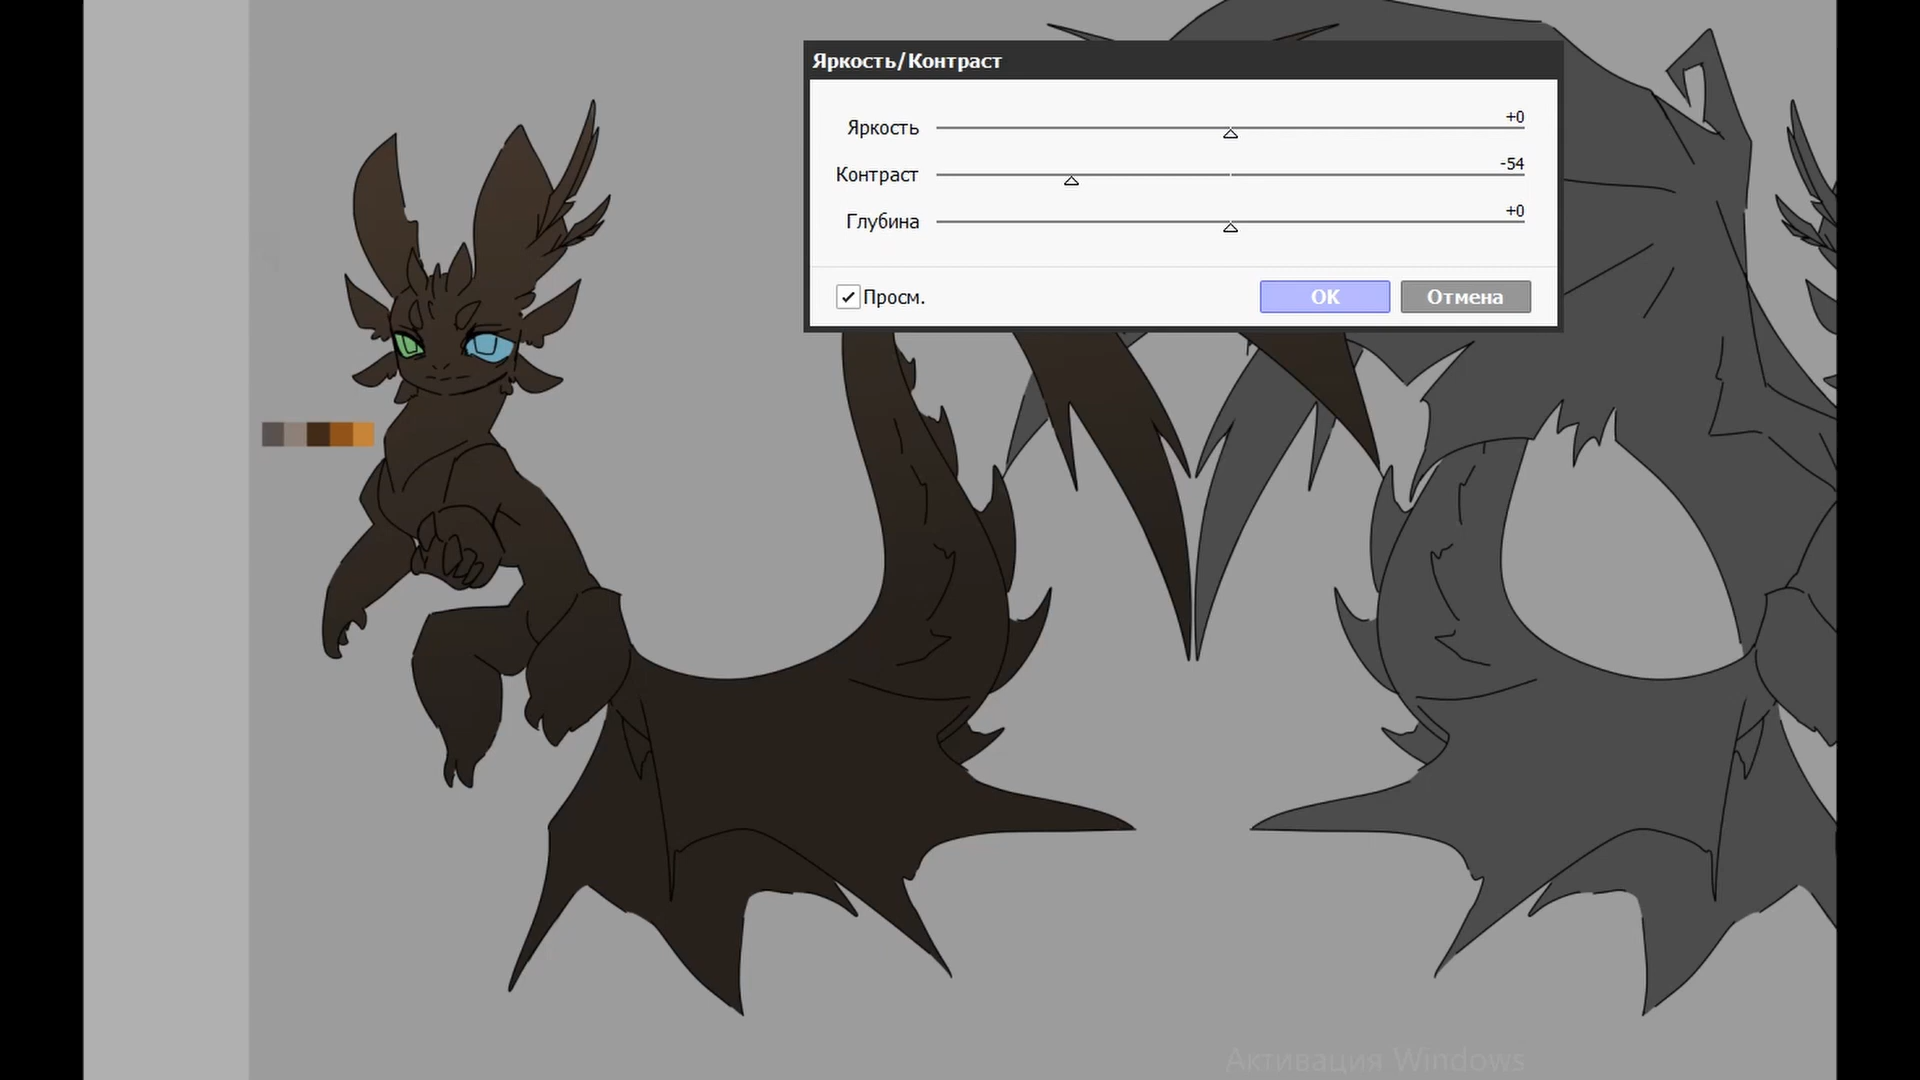 Яркость/Контраст
Яркость +0
Контраст -54
Глубина +0
Просм. OK Отмена
Активация Windows